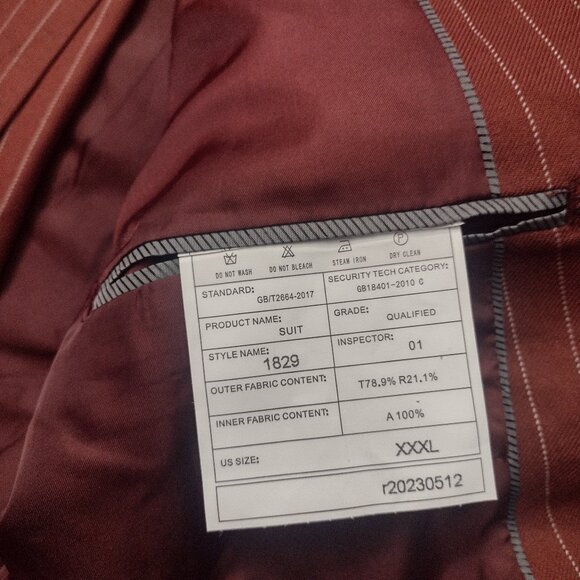 DO NOT WASH DO NOT BLEACH STEAM IRON DRY CLEAN
STANDARD: GB/T2664-2017 SECURITY TECH CATEGORY: GB18401-2010 C
PRODUCT NAME: SUIT GRADE: QUALIFIED
STYLE NAME: 1829 INSPECTOR: 01
OUTER FABRIC CONTENT: T78.9% R21.1%
INNER FABRIC CONTENT: A 100%
US SIZE: XXXL
r20230512